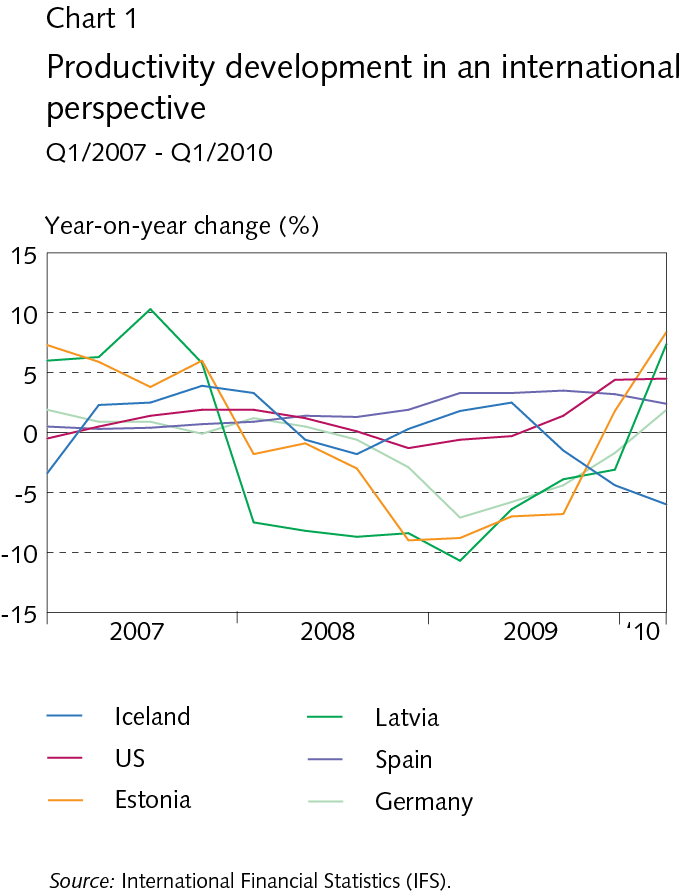 Chart 1
Productivity development in an international
perspective
Q1/2007 - Q1/2010
Year-on-year change (%)
15
10
5
0
-5
-10
-15
2007 2008 2009 ‘10
Iceland Latvia
US Spain
Estonia Germany
Source: International Financial Statistics (IFS).